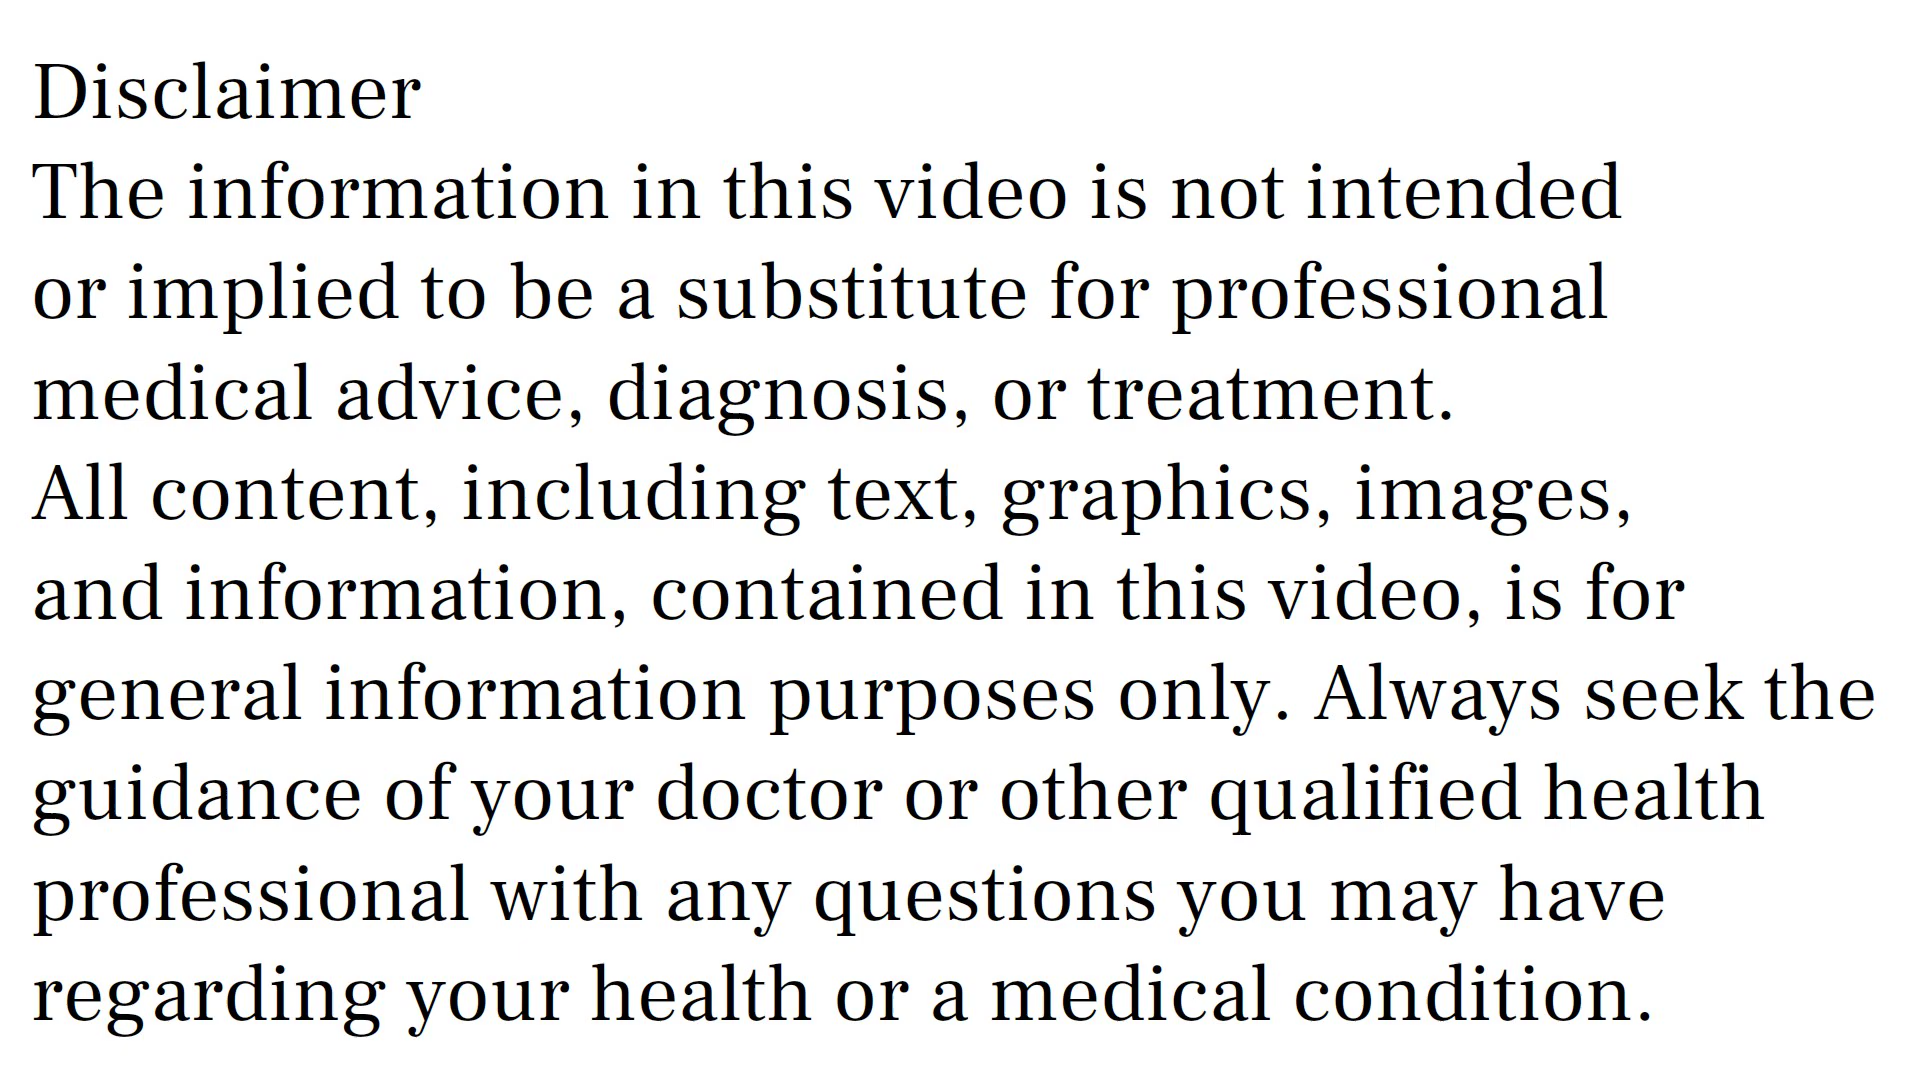 Disclaimer
The information in this video is not intended
or implied to be a substitute for professional
medical advice, diagnosis, or treatment.
All content, including text, graphics, images,
and information, contained in this video, is for
general information purposes only. Always seek the
guidance of your doctor or other qualified health
professional with any questions you may have
regarding your health or a medical condition.